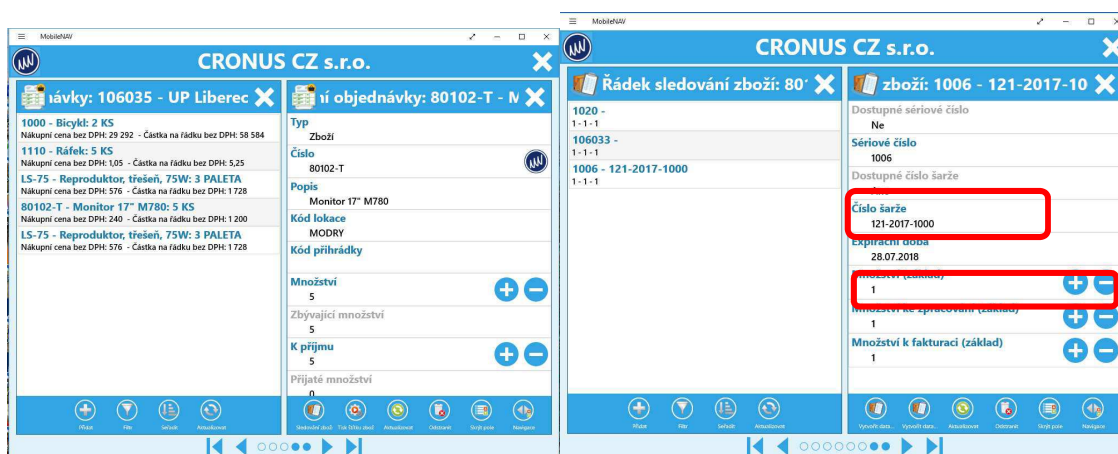 MobileNAV
CRONUS CZ s.r.o.
návky: 106035 - UP Liberec
1000 - Bicykl: 2 KS
Nákupní cena bez DPH: 29 292 - Částka na řádku bez DPH: 58 584
1110 - Ráfek: 5 KS
Nákupní cena bez DPH: 1,05 - Částka na řádku bez DPH: 5,25
LS-75 - Reproduktor, třešeň, 75W: 3 PALETA
Nákupní cena bez DPH: 576 - Částka na řádku bez DPH: 1 728
80102-T - Monitor 17" M780: 5 KS
Nákupní cena bez DPH: 240 - Částka na řádku bez DPH: 1 200
LS-75 - Reproduktor, třešeň, 75W: 3 PALETA
Nákupní cena bez DPH: 576 - Částka na řádku bez DPH: 1 728
Přidat Filtr Seřadit Aktualizovat
ní objednávky: 80102-T - M
Typ
Zboží
Číslo
80102-T
Popis
Monitor 17" M780
Kód lokace
MODRY
Kód přihrádky
Množství
5
Zbývající množství
5
K příjmu
5
Přijaté množství
0
Sledování zboží Tisk štítku zbož Aktualizovat Odstranit Skrýt pole Navigace
MobileNAV
CRONUS CZ s.r.o.
Řádek sledování zboží: 80
1020 -
1 - 1 - 1
106033 -
1 - 1 - 1
1006 - 121-2017-1000
1 - 1 - 1
Přidat Filtr Seřadit Aktualizovat
zboží: 1006 - 121-2017-10
Dostupné sériové číslo
Ne
Sériové číslo
1006
Dostupné číslo šarže
Číslo šarže
121-2017-1000
Expirační doba
28.07.2018
Množství (základ)
1
Množství ke zpracování (základ)
1
Množství k fakturaci (základ)
1
Vytvořit data... Vytvořit data... Aktualizovat Odstranit Skrýt pole Navigace